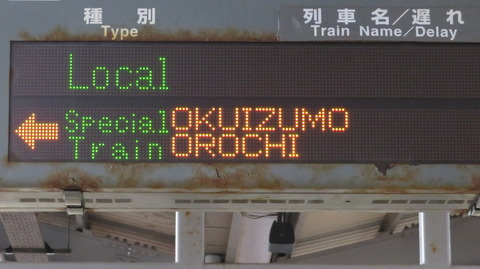 種別 列車名／遅れ
Type Train Name／Delay
Local
Special OKUIZUMO
Train OROCHI